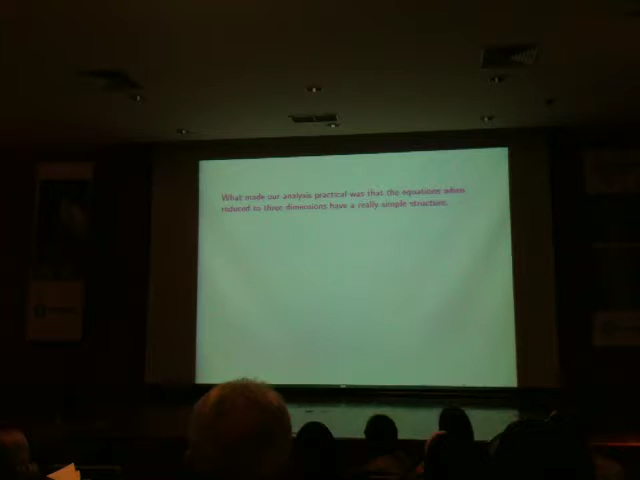 What made our analysis practical was that the equations when
reduced to three dimensions have a really simple structure.